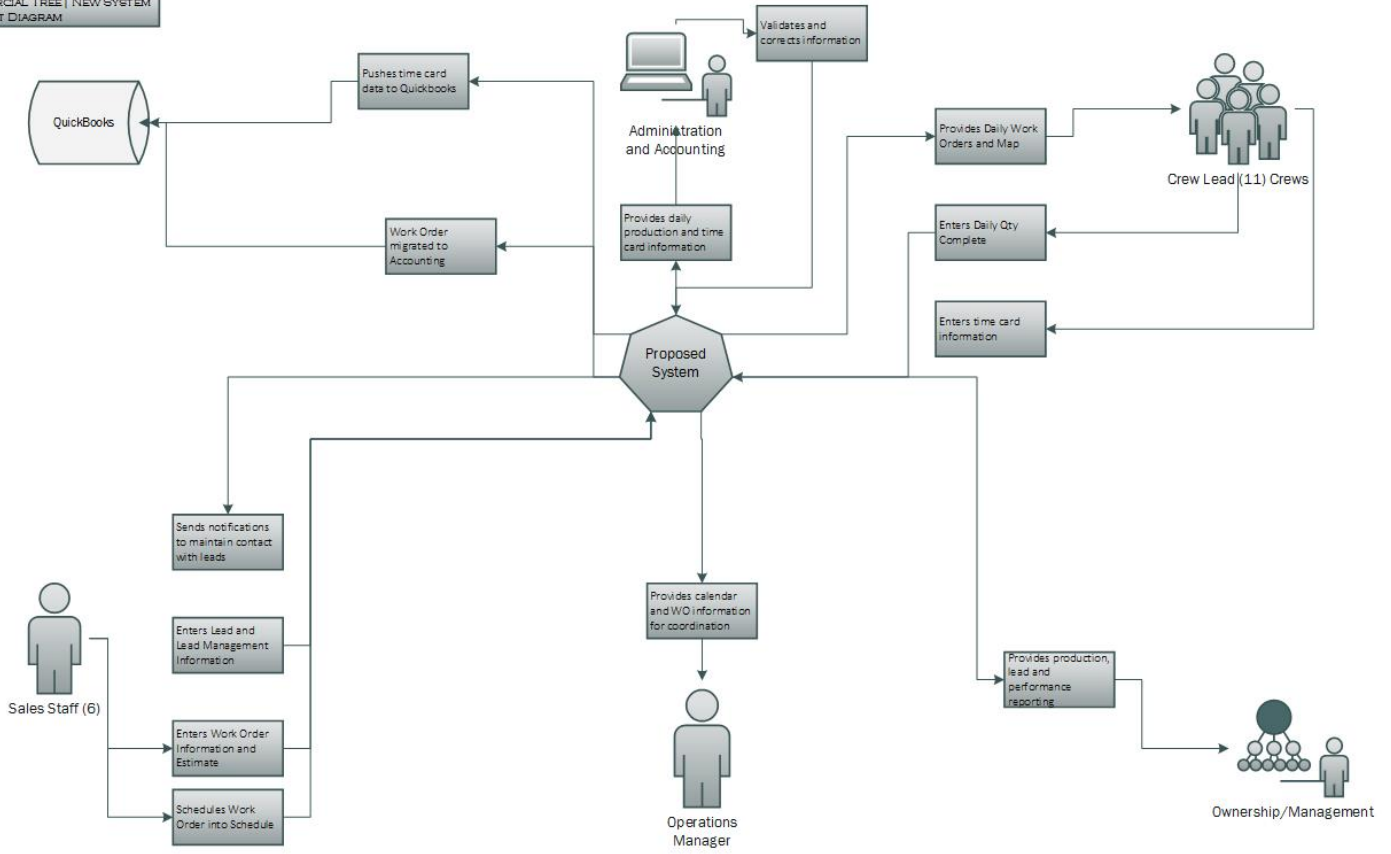 TREE | NEW SYSTEM
DIAGRAM
Validates and
corrects information
Pushes time card
data to Quickbooks
QuickBooks
Administration
and Accounting
Provides Daily Work
Orders and Map
Crew Lead (11) Crews
Work Order
migrated to
Accounting
Provides daily
production and time
card information
Enters Daily Qty
Complete
Enters time card
information
Proposed
System
Sends notifications
to maintain contact
with leads
Provides calendar
and WO information
for coordination
Enters Lead and
Lead Management
Information
Sales Staff (6)
Enters Work Order
Information and
Estimate
Schedules Work
Order into Schedule
Operations
Manager
Provides production,
lead and
performance
reporting
Ownership/Management